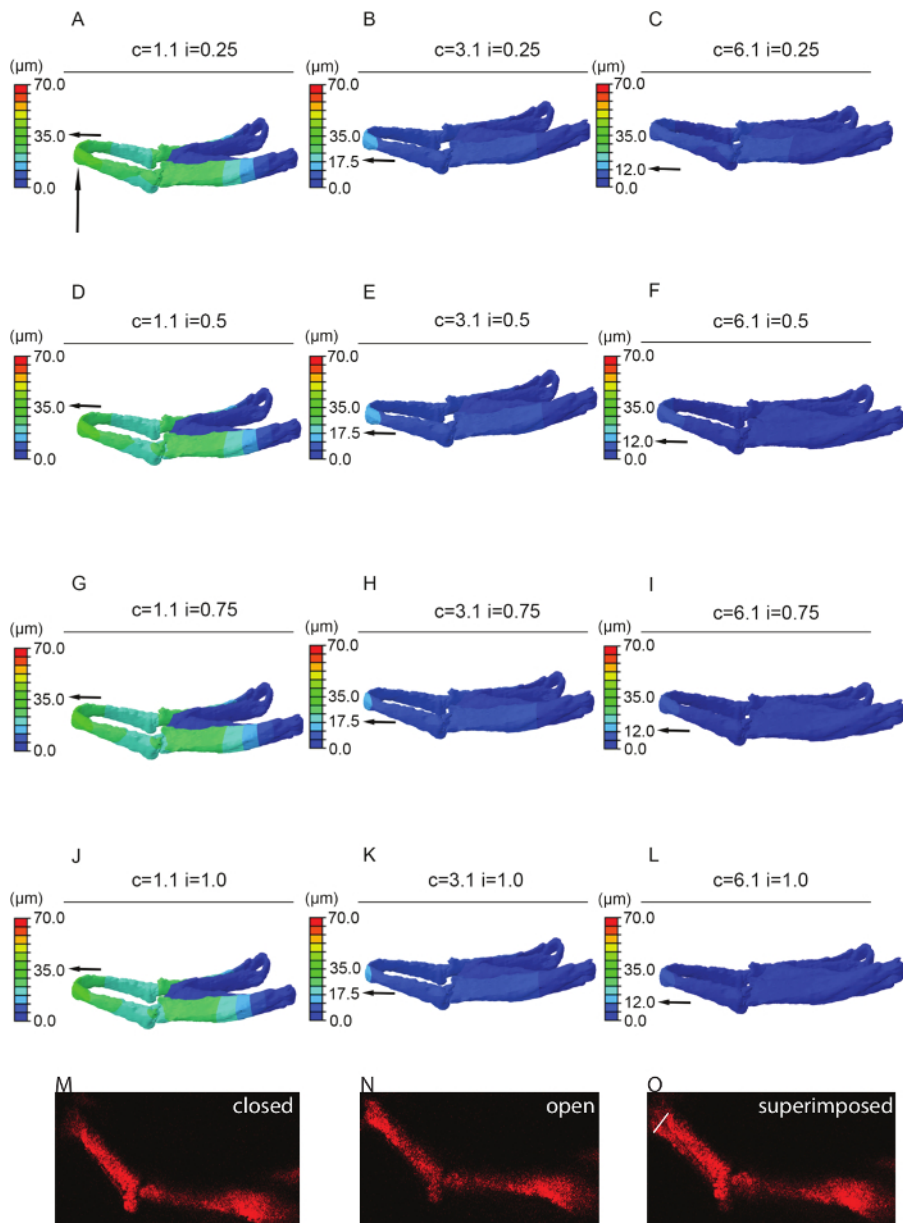 A
B
C
c=1.1 i=0.25
c=3.1 i=0.25
c=6.1 i=0.25
(µm)
(µm)
(µm)
70.0
70.0
70.0
35.0
35.0
35.0
17.5
12.0
0.0
0.0
0.0
D
E
F
c=1.1 i=0.5
c=3.1 i=0.5
c=6.1 i=0.5
(µm)
(µm)
(µm)
70.0
70.0
70.0
35.0
35.0
35.0
17.5
12.0
0.0
0.0
0.0
G
H
I
c=1.1 i=0.75
c=3.1 i=0.75
c=6.1 i=0.75
(µm)
(µm)
(µm)
70.0
70.0
70.0
35.0
35.0
35.0
17.5
12.0
0.0
0.0
0.0
J
K
L
c=1.1 i=1.0
c=3.1 i=1.0
c=6.1 i=1.0
(µm)
(µm)
(µm)
70.0
70.0
70.0
35.0
35.0
35.0
17.5
12.0
0.0
0.0
0.0
M
N
O
closed
open
superimposed